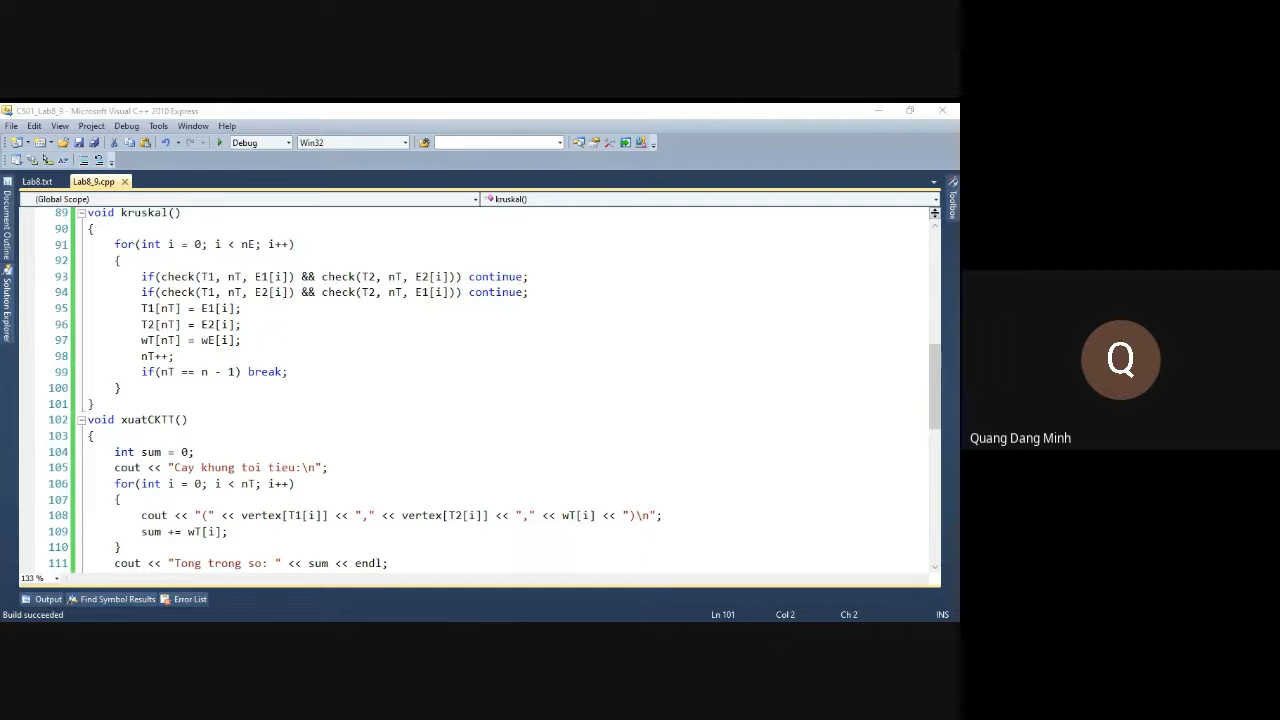 CS01_Lab8_9 - Microsoft Visual C++ 2010 Express
File Edit View Project Debug Tools Window Help
Debug Win32
Lab8.txt Lab8_9.cpp
(Global Scope) kruskal()
89 void kruskal()
90 {
91 for(int i = 0; i < nE; i++)
92 {
93 if(check(T1, nT, E1[i]) && check(T2, nT, E2[i])) continue;
94 if(check(T1, nT, E2[i]) && check(T2, nT, E1[i])) continue;
95 T1[nT] = E1[i];
96 T2[nT] = E2[i];
97 wT[nT] = wE[i];
98 nT++;
99 if(nT == n - 1) break;
100 }
101 }
102 void xuatCKTT()
103 {
104 int sum = 0;
105 cout << "Cay khung toi tieu:\n";
106 for(int i = 0; i < nT; i++)
107 {
108 cout << "(" << vertex[T1[i]] << "," << vertex[T2[i]] << "," << wT[i] << ")\n";
109 sum += wT[i];
110 }
111 cout << "Tong trong so: " << sum << endl;
133 %
Output Find Symbol Results Error List
Build succeeded Ln 101 Col 2 Ch 2 INS
Document Outline
Solution Explorer
Toolbox
Q
Quang Dang Minh